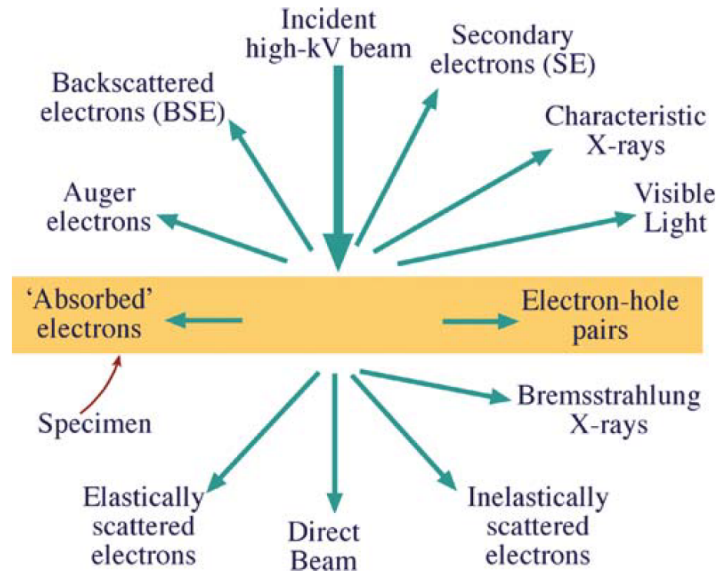 Incident
high-kV beam
Secondary
electrons (SE)
Backscattered
electrons (BSE)
Characteristic
X-rays
Auger
electrons
Visible
Light
‘Absorbed’
electrons
Electron-hole
pairs
Specimen
Bremsstrahlung
X-rays
Elastically
scattered
electrons
Direct
Beam
Inelastically
scattered
electrons